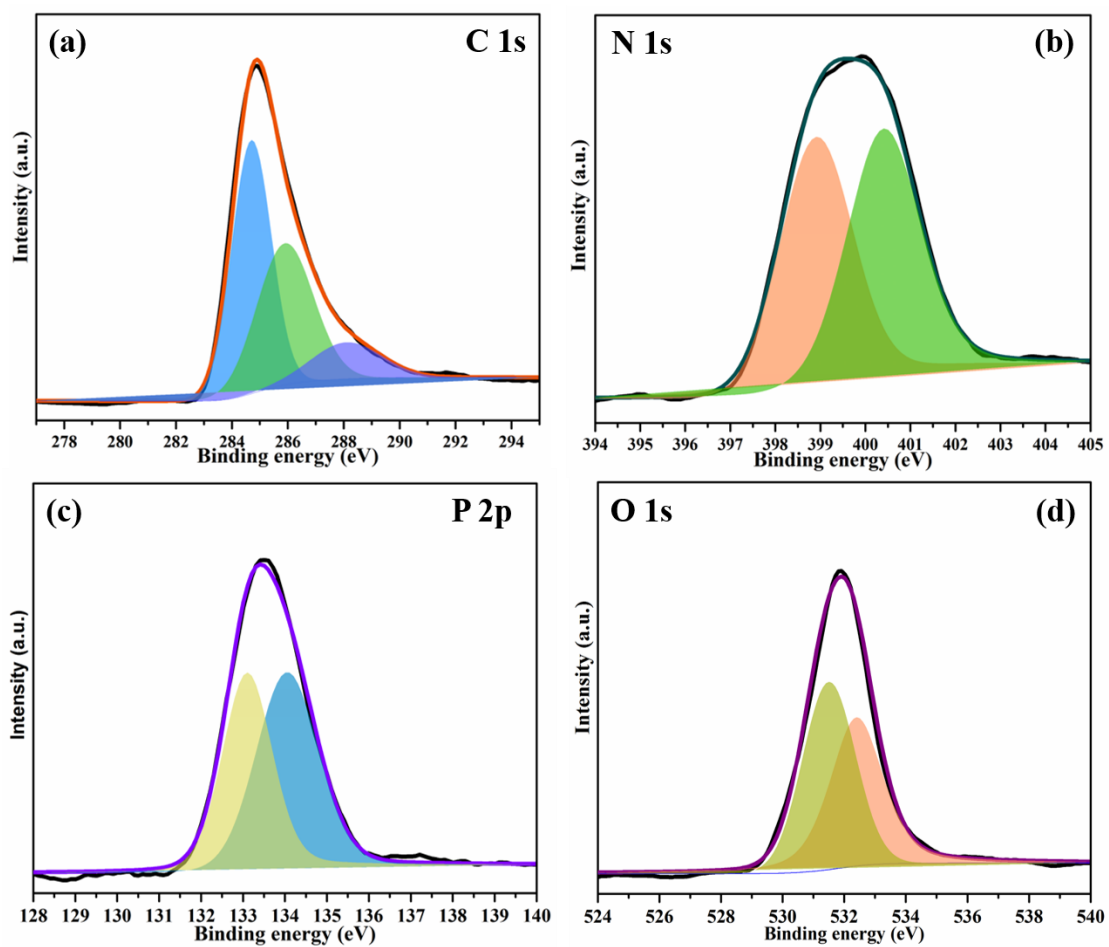 (a)
C 1s
Intensity (a.u.)
278 280 282 284 286 288 290 292 294
Binding energy (eV)
N 1s
(b)
Intensity (a.u.)
394 395 396 397 398 399 400 401 402 403 404 405
Binding energy (eV)
(c)
P 2p
Intensity (a.u.)
128 129 130 131 132 133 134 135 136 137 138 139 140
Binding energy (eV)
O 1s
(d)
Intensity (a.u.)
524 526 528 530 532 534 536 538 540
Binding energy (eV)